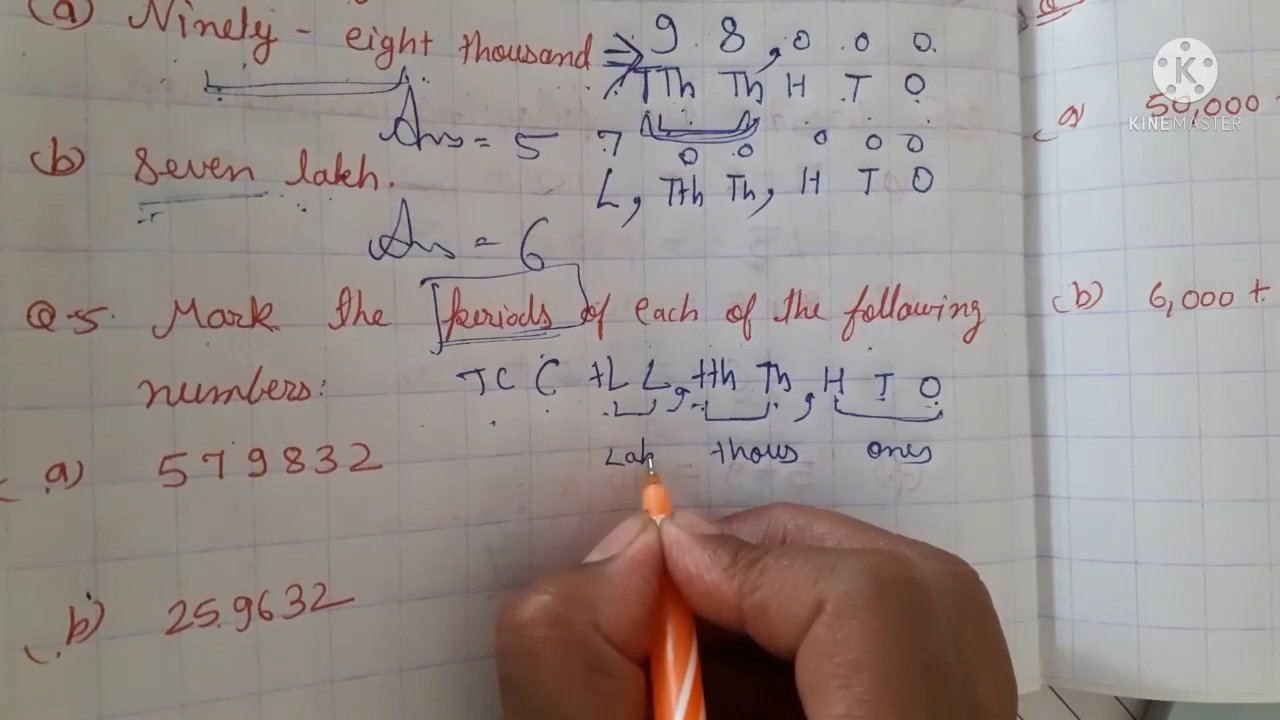 (a) Ninety - eight thousand ⇒ 9 8 , 0 0 0.
TTh Th H T O
Ans = 5
(b) Seven lakh. 7 0 0 0 0 0
L, TTh Th, H T O
Ans = 6
Q.5. Mark the periods of each of the following
numbers: TC C TL L, TTh Th, H T O
Lak thous ones
a) 579832
b) 259632
a) 50,000
(b) 6,000 +
KINEMASTER